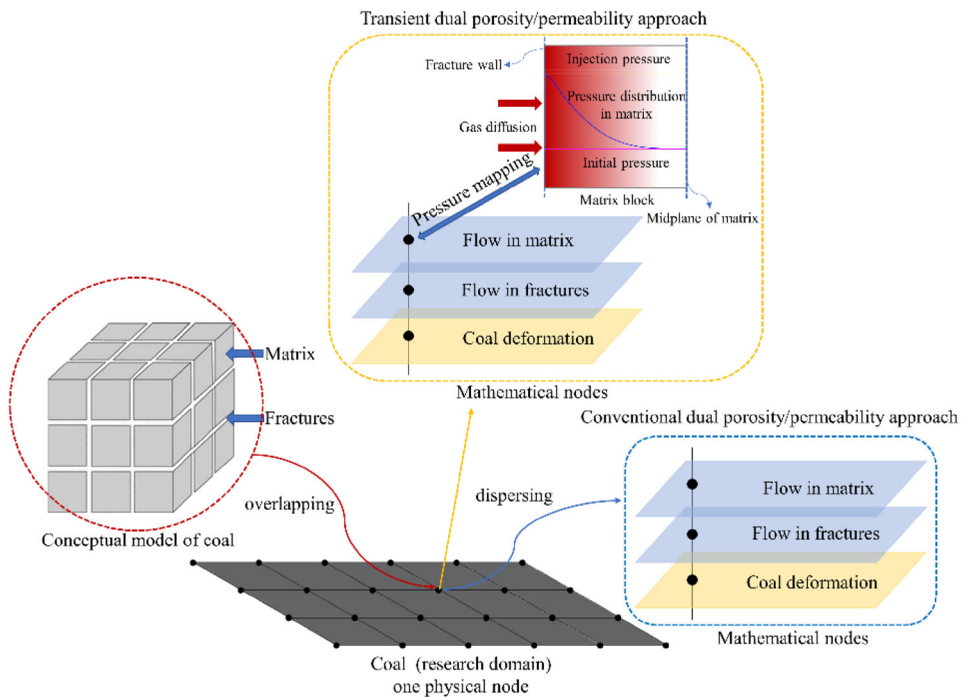 Transient dual porosity/permeability approach
Fracture wall
Injection pressure
Pressure distribution
in matrix
Gas diffusion
Initial pressure
Pressure mapping
Matrix block
Midplane of matrix
Flow in matrix
Flow in fractures
Coal deformation
Mathematical nodes
Matrix
Fractures
Conceptual model of coal
overlapping
dispersing
Conventional dual porosity/permeability approach
Flow in matrix
Flow in fractures
Coal deformation
Mathematical nodes
Coal (research domain)
one physical node